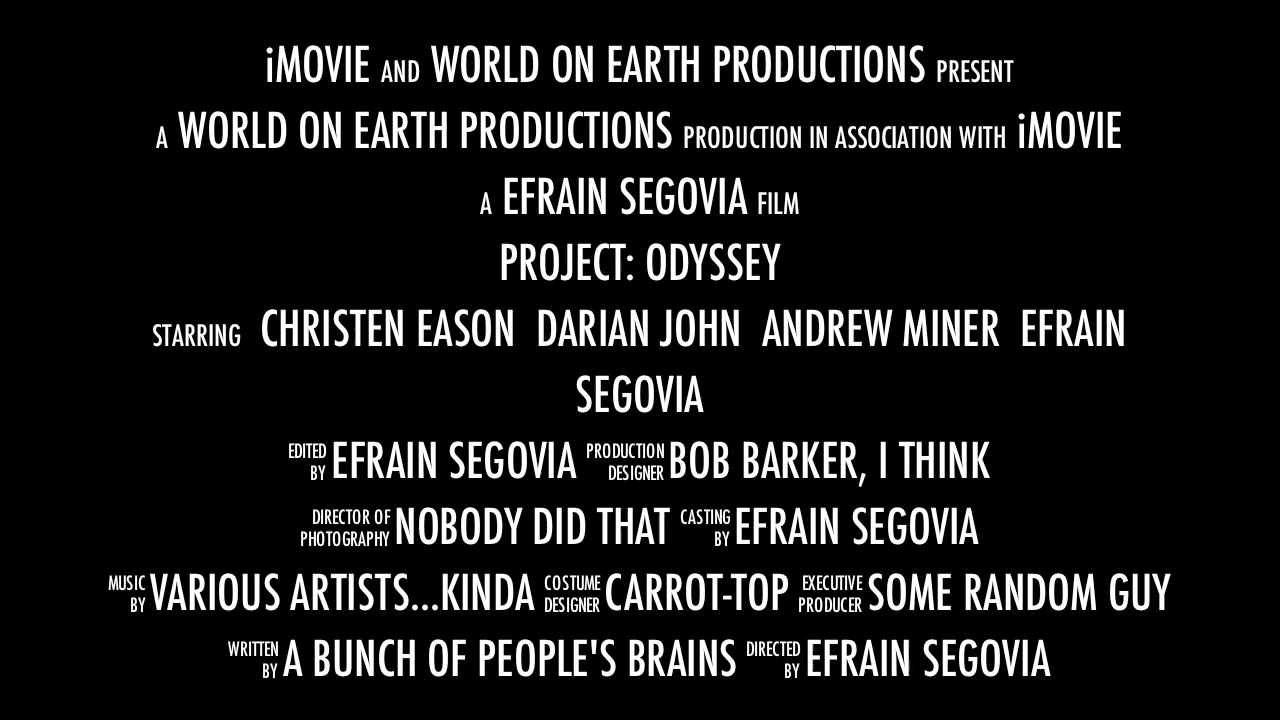 iMOVIE AND WORLD ON EARTH PRODUCTIONS PRESENT
A WORLD ON EARTH PRODUCTIONS PRODUCTION IN ASSOCIATION WITH iMOVIE
A EFRAIN SEGOVIA FILM
PROJECT: ODYSSEY
STARRING CHRISTEN EASON DARIAN JOHN ANDREW MINER EFRAIN
SEGOVIA
EDITED BY EFRAIN SEGOVIA PRODUCTION DESIGNER BOB BARKER, I THINK
DIRECTOR OF PHOTOGRAPHY NOBODY DID THAT CASTING BY EFRAIN SEGOVIA
MUSIC BY VARIOUS ARTISTS...KINDA COSTUME DESIGNER CARROT-TOP EXECUTIVE PRODUCER SOME RANDOM GUY
WRITTEN BY A BUNCH OF PEOPLE'S BRAINS DIRECTED BY EFRAIN SEGOVIA